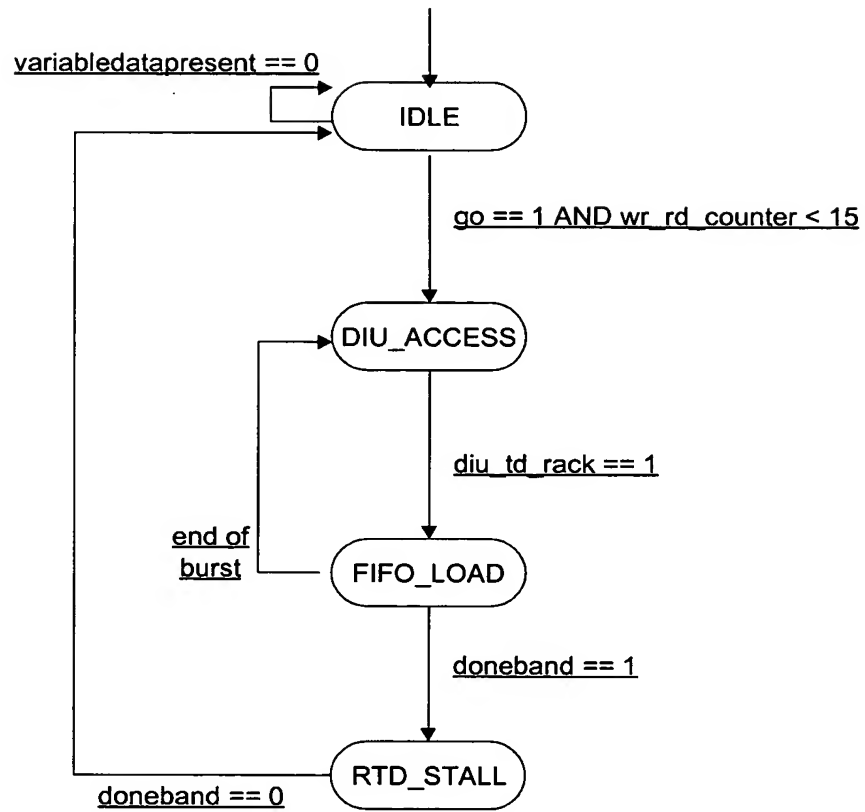 variabledatapresent == 0
IDLE
go == 1 AND wr_rd_counter < 15
DIU_ACCESS
diu_td_rack == 1
end of
burst
FIFO_LOAD
doneband == 1
RTD_STALL
doneband == 0